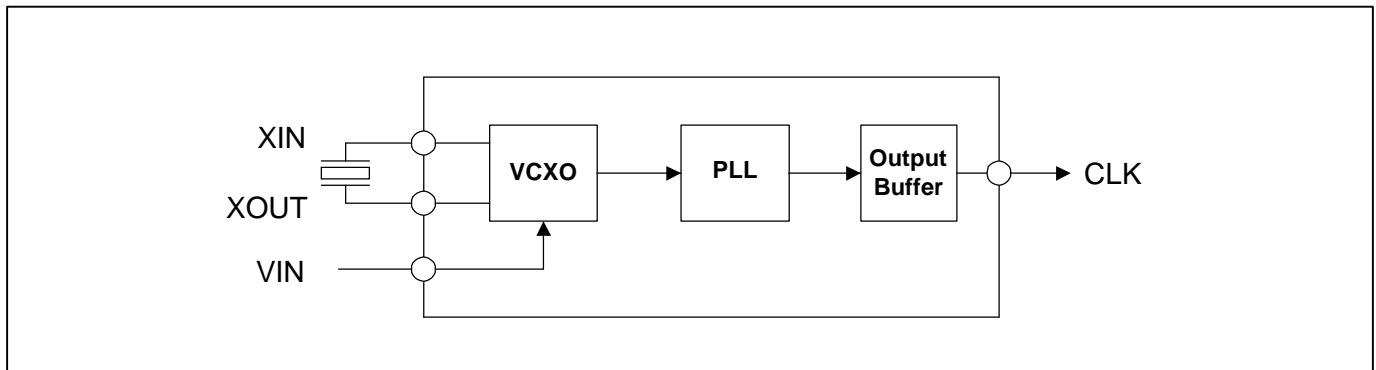 XIN
XOUT
VIN
VCXO
PLL
Output
Buffer
CLK